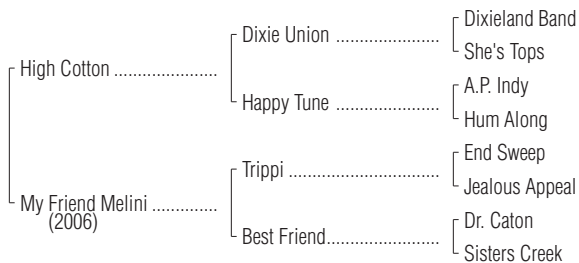 Dixieland Band
Dixie Union ......................
She's Tops
High Cotton ......................
A.P. Indy
Happy Tune ......................
Hum Along
End Sweep
Trippi ................................
Jealous Appeal
My Friend Melini ..............
(2006)
Dr. Caton
Best Friend........................
Sisters Creek